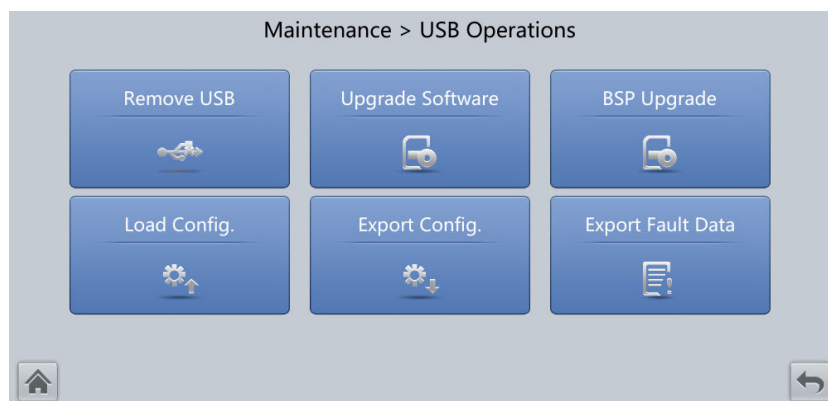 Maintenance > USB Operations
Remove USB
Upgrade Software
BSP Upgrade
Load Config.
Export Config.
Export Fault Data